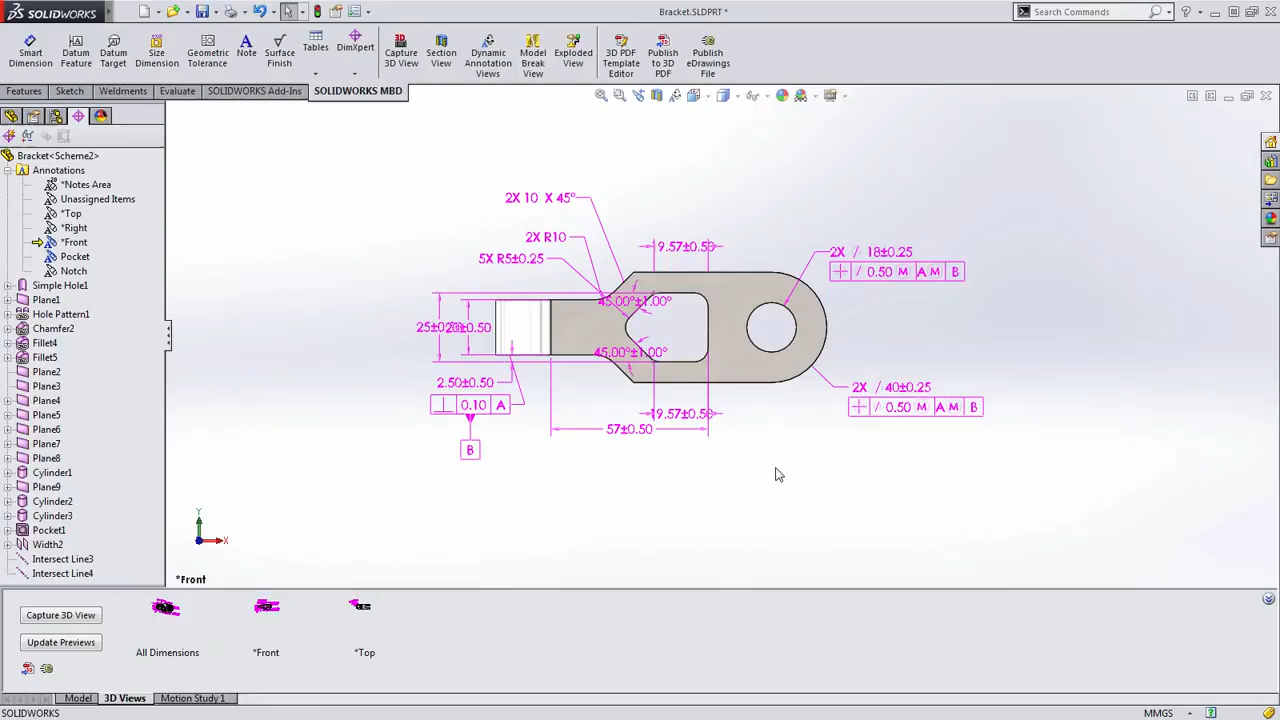 SOLIDWORKS
Bracket.SLDPRT *
Search Commands
Smart Dimension
Datum Feature
Datum Target
Size Dimension
Geometric Tolerance
Note
Surface Finish
Tables
DimXpert
Capture 3D View
Section View
Dynamic Annotation Views
Model Break View
Exploded View
3D PDF Template Editor
Publish to 3D PDF
Publish eDrawings File
Features
Sketch
Weldments
Evaluate
SOLIDWORKS Add-Ins
SOLIDWORKS MBD
Bracket<Scheme2>
Annotations
*Notes Area
Unassigned Items
*Top
*Right
*Front
Pocket
Notch
Simple Hole1
Plane1
Hole Pattern1
Chamfer2
Fillet4
Fillet5
Plane2
Plane3
Plane4
Plane5
Plane6
Plane7
Plane8
Cylinder1
Plane9
Cylinder2
Cylinder3
Pocket1
Width2
Intersect Line3
Intersect Line4
2X 10 X 45°
2X R10
5X R5±0.25
9.57±0.50
2X / 18±0.25
/ 0.50 M A M B
45.00°±1.00°
20±0.50
45.00°±1.00°
2.50±0.50
0.10 A
B
19.57±0.50
57±0.50
2X / 40±0.25
/ 0.50 M A M B
Y
X
*Front
Capture 3D View
Update Previews
All Dimensions
*Front
*Top
Model
3D Views
Motion Study 1
SOLIDWORKS
MMGS